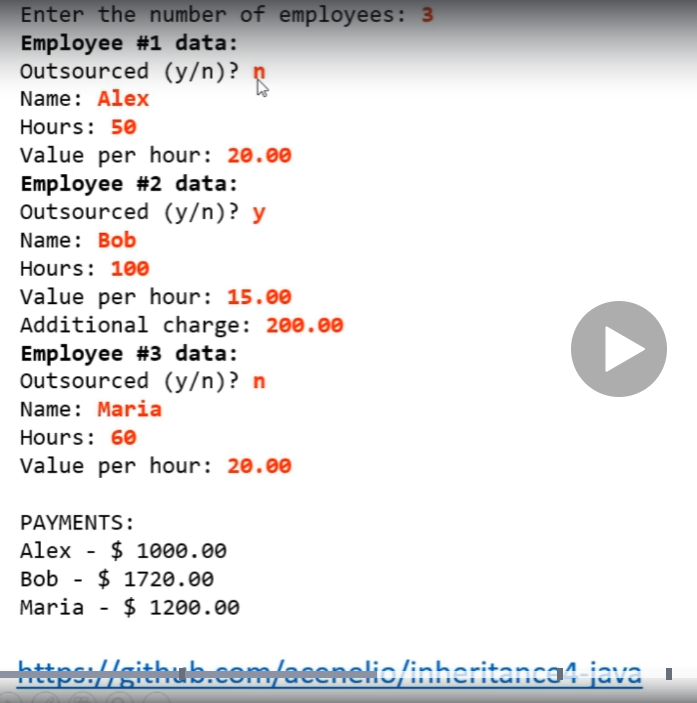 Enter the number of employees: 3
Employee #1 data:
Outsourced (y/n)? n
Name: Alex
Hours: 50
Value per hour: 20.00
Employee #2 data:
Outsourced (y/n)? y
Name: Bob
Hours: 100
Value per hour: 15.00
Additional charge: 200.00
Employee #3 data:
Outsourced (y/n)? n
Name: Maria
Hours: 60
Value per hour: 20.00
PAYMENTS:
Alex - $ 1000.00
Bob - $ 1720.00
Maria - $ 1200.00
https://github.com/acenelio/inheritance4-java